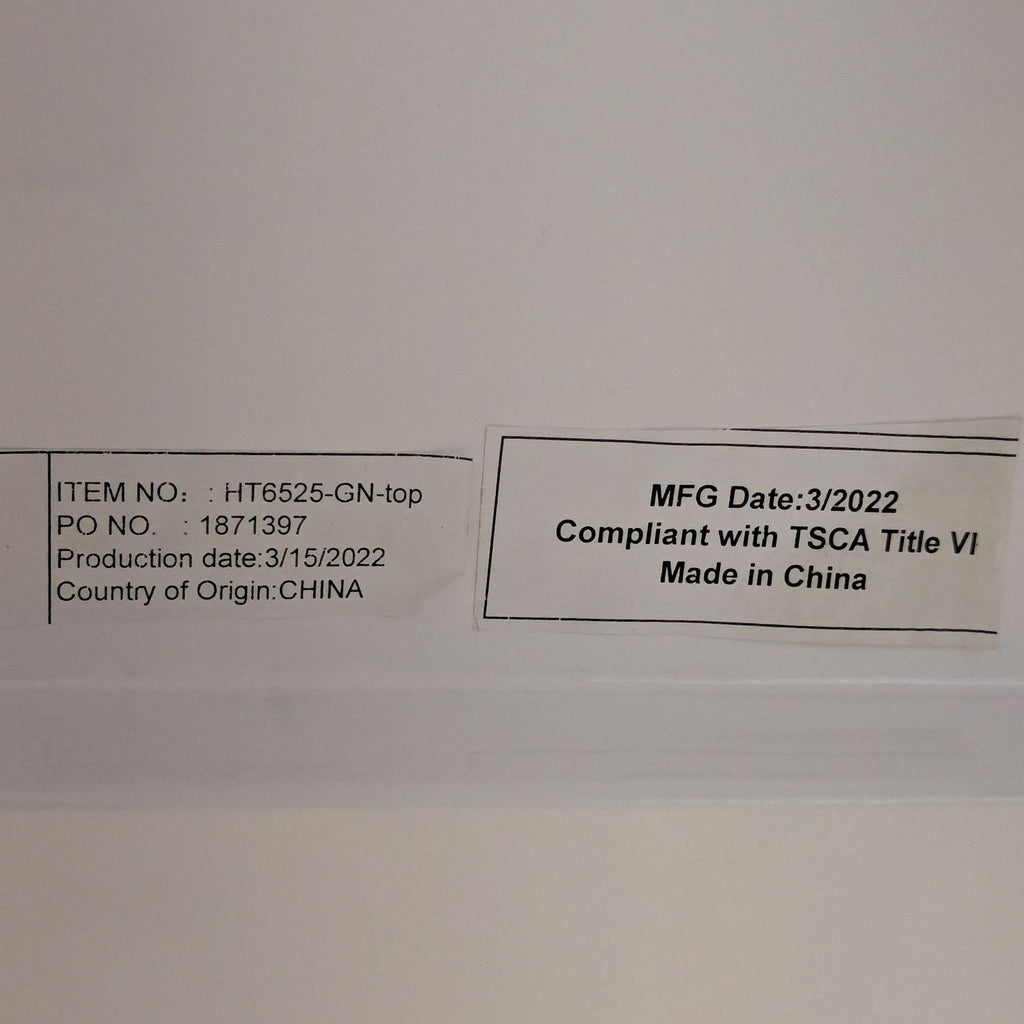 ITEM NO: : HT6525-GN-top
PO NO. : 1871397
Production date:3/15/2022
Country of Origin:CHINA
MFG Date:3/2022
Compliant with TSCA Title VI
Made in China